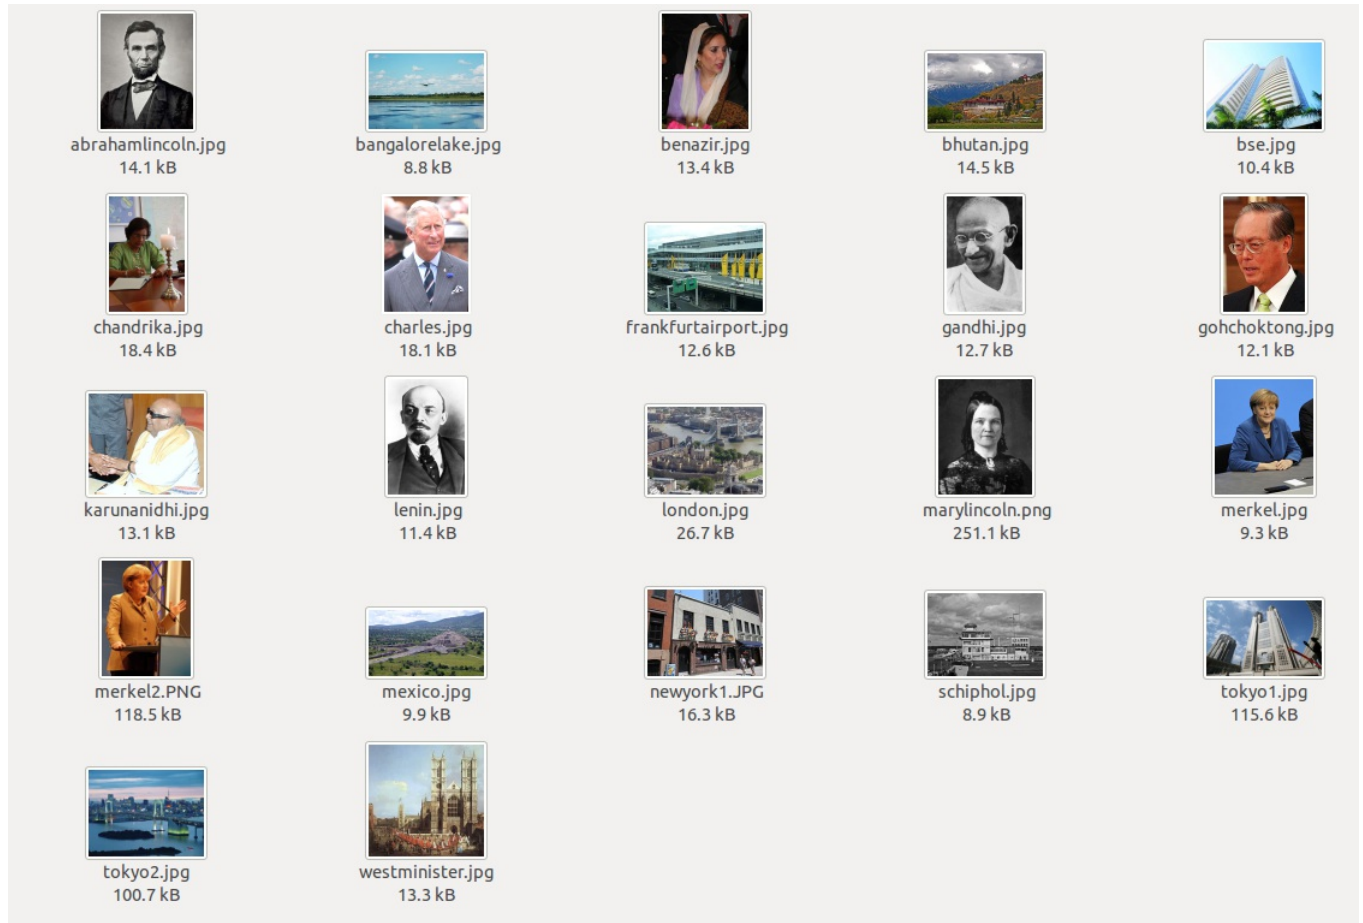 abrahamlincoln.jpg
14.1 kB
bangalorelake.jpg
8.8 kB
benazir.jpg
13.4 kB
bhutan.jpg
14.5 kB
bse.jpg
10.4 kB
chandrika.jpg
18.4 kB
charles.jpg
18.1 kB
frankfurtairport.jpg
12.6 kB
gandhi.jpg
12.7 kB
gohchoktong.jpg
12.1 kB
karunanidhi.jpg
13.1 kB
lenin.jpg
11.4 kB
london.jpg
26.7 kB
marylincoln.png
251.1 kB
merkel.jpg
9.3 kB
merkel2.PNG
118.5 kB
mexico.jpg
9.9 kB
newyork1.JPG
16.3 kB
schiphol.jpg
8.9 kB
tokyo1.jpg
115.6 kB
tokyo2.jpg
100.7 kB
westminister.jpg
13.3 kB